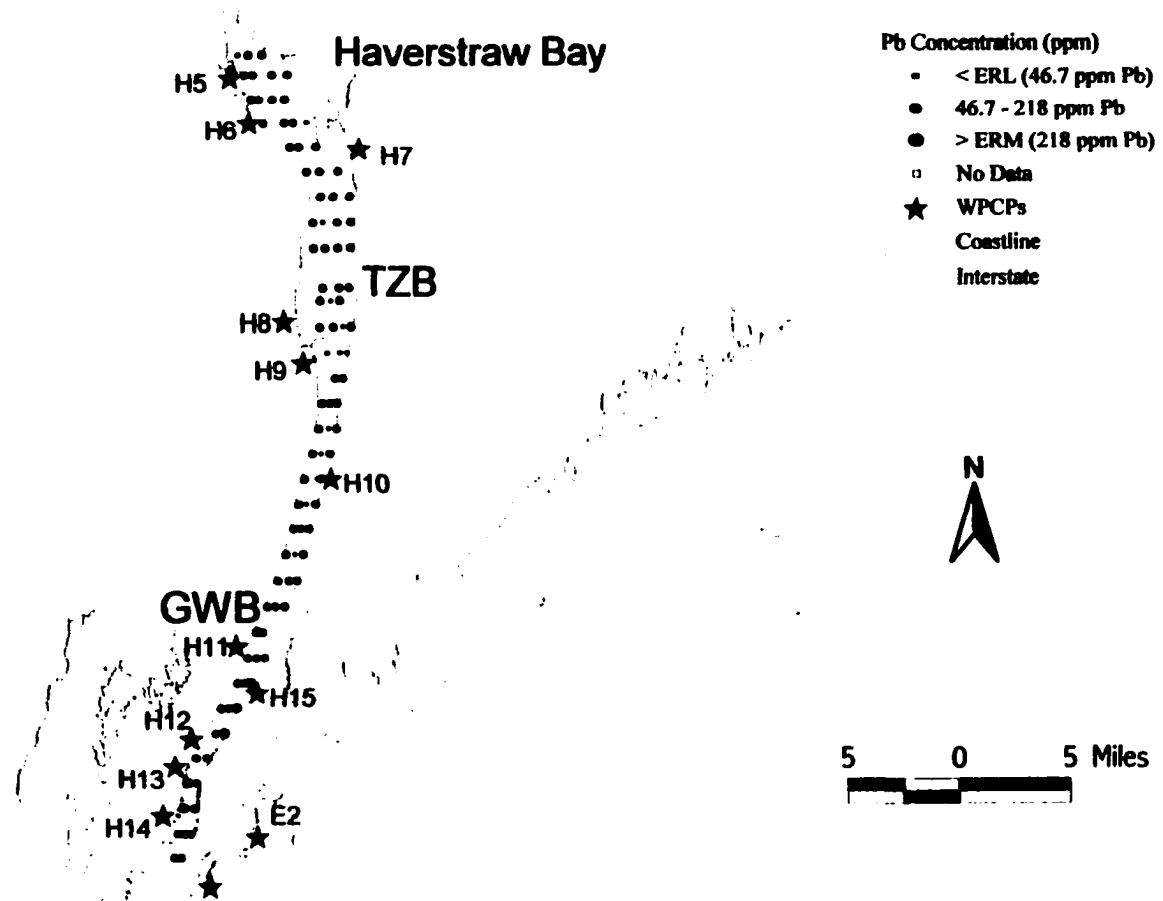 Haverstraw Bay
H5
H6
H7
TZB
H8
H9
H10
GWB
H11
H15
H12
H13
H14
E2
Pb Concentration (ppm)
< ERL (46.7 ppm Pb)
46.7 - 218 ppm Pb
> ERM (218 ppm Pb)
No Data
WPCPs
Coastline
Interstate
N
5 0 5 Miles